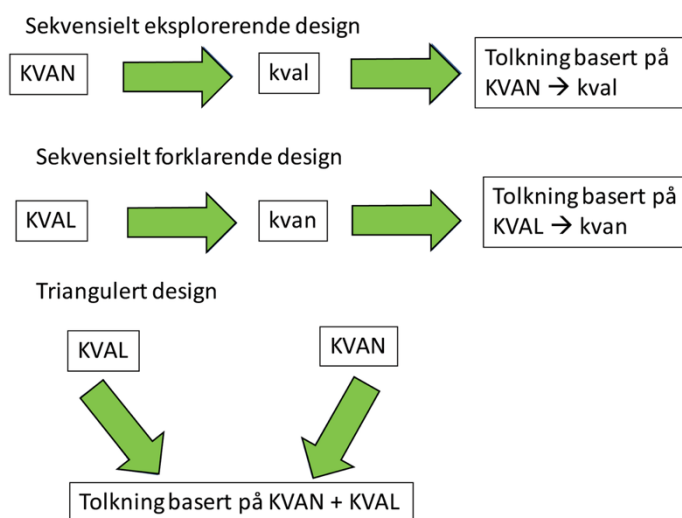 Sekvensielt eksplorerende design
KVAN
kval
Tolkning basert på
KVAN → kval
Sekvensielt forklarende design
KVAL
kvan
Tolkning basert på
KVAL → kvan
Triangulert design
KVAL
KVAN
Tolkning basert på KVAN + KVAL